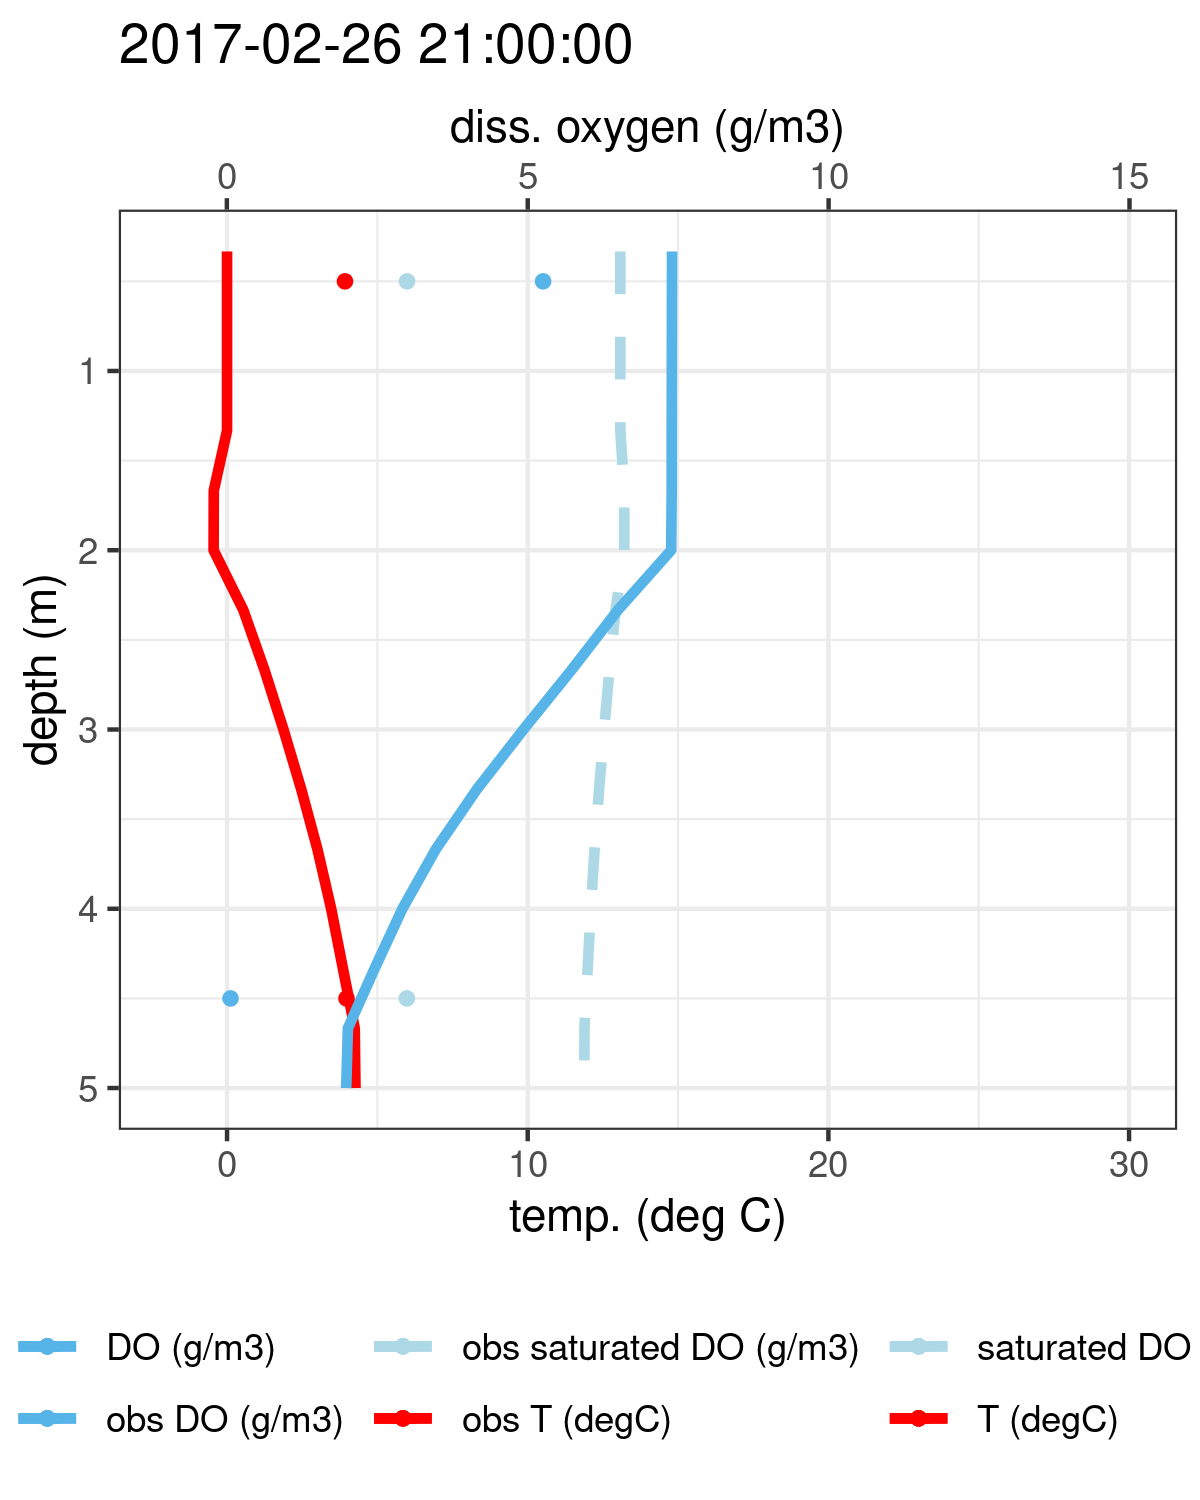 2017-02-26 21:00:00
diss. oxygen (g/m3)
0 5 10 15
depth (m)
1
2
3
4
5
0 10 20 30
temp. (deg C)
DO (g/m3) obs saturated DO (g/m3) saturated DO
obs DO (g/m3) obs T (degC) T (degC)